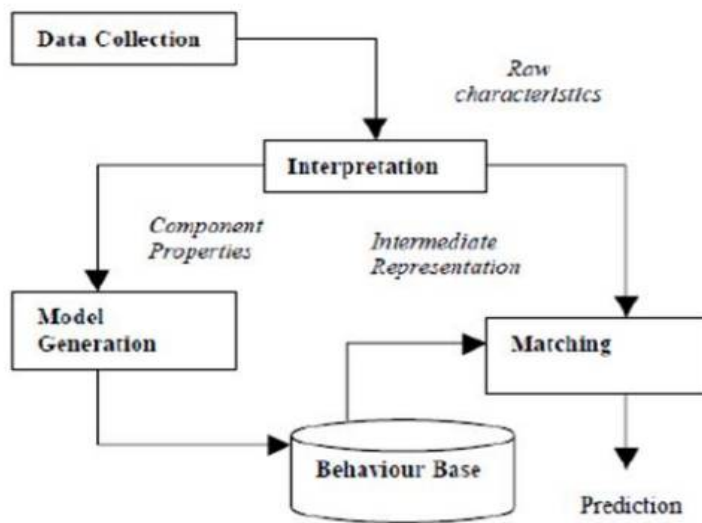 Data Collection
Raw
characteristics
Interpretation
Component
Properties
Intermediate
Representation
Model
Generation
Matching
Behaviour Base
Prediction